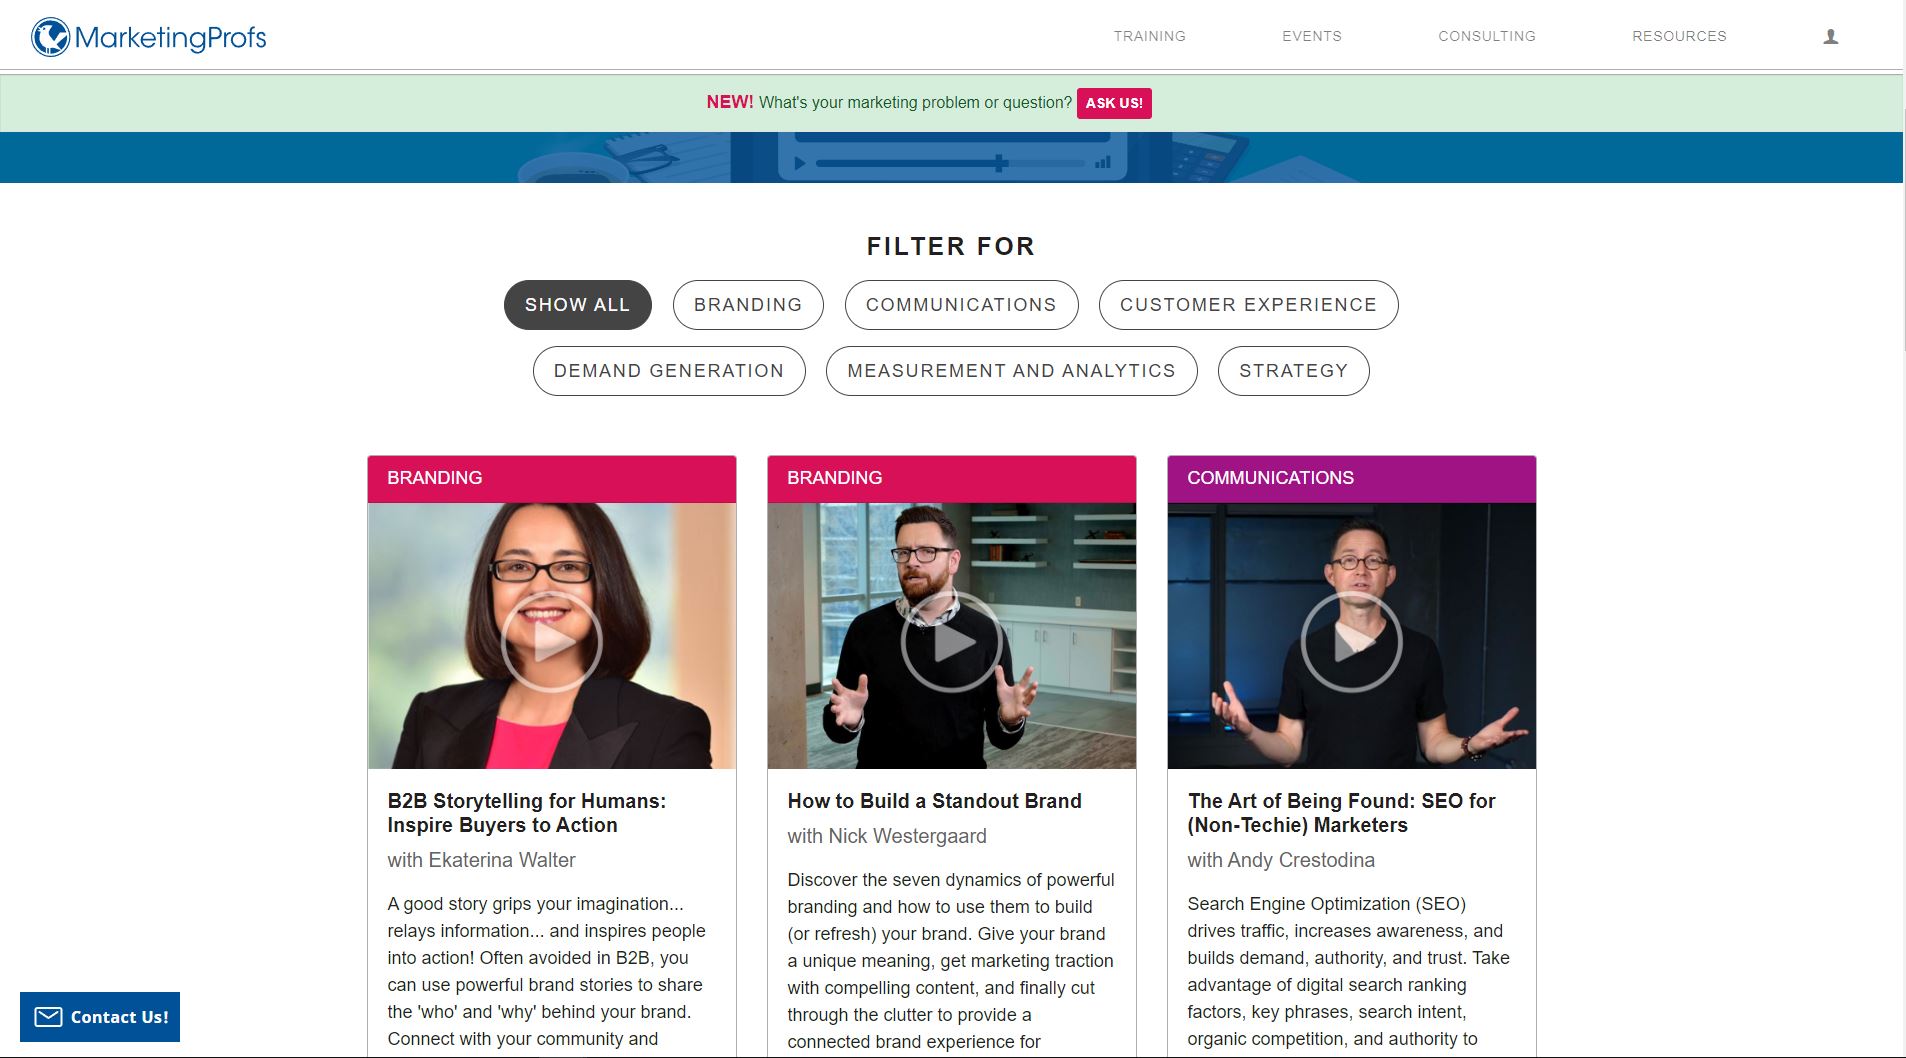 MarketingProfs
TRAINING
EVENTS
CONSULTING
RESOURCES
NEW! What's your marketing problem or question? ASK US!
FILTER FOR
SHOW ALL
BRANDING
COMMUNICATIONS
CUSTOMER EXPERIENCE
DEMAND GENERATION
MEASUREMENT AND ANALYTICS
STRATEGY
BRANDING
B2B Storytelling for Humans:
Inspire Buyers to Action
with Ekaterina Walter
A good story grips your imagination...
relays information... and inspires people
into action! Often avoided in B2B, you
can use powerful brand stories to share
the 'who' and 'why' behind your brand.
Connect with your community and
BRANDING
How to Build a Standout Brand
with Nick Westergaard
Discover the seven dynamics of powerful
branding and how to use them to build
(or refresh) your brand. Give your brand
a unique meaning, get marketing traction
with compelling content, and finally cut
through the clutter to provide a
connected brand experience for
COMMUNICATIONS
The Art of Being Found: SEO for
(Non-Techie) Marketers
with Andy Crestodina
Search Engine Optimization (SEO)
drives traffic, increases awareness, and
builds demand, authority, and trust. Take
advantage of digital search ranking
factors, key phrases, search intent,
organic competition, and authority to
Contact Us!